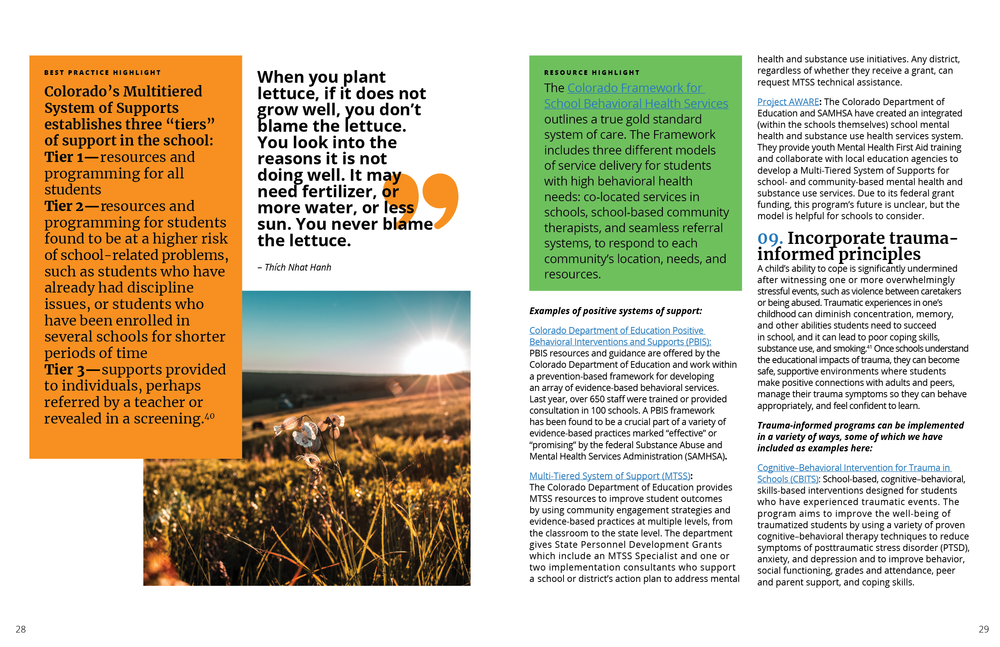 BEST PRACTICE HIGHLIGHT
Colorado’s Multitiered
System of Supports
establishes three “tiers”
of support in the school:
Tier 1—resources and
programming for all
students
Tier 2—resources and
programming for students
found to be at a higher risk
of school-related problems,
such as students who have
already had discipline
issues, or students who
have been enrolled in
several schools for shorter
periods of time
Tier 3—supports provided
to individuals, perhaps
referred by a teacher or
revealed in a screening.40
When you plant
lettuce, if it does not
grow well, you don’t
blame the lettuce.
You look into the
reasons it is not
doing well. It may
need fertilizer, or
more water, or less
sun. You never blame
the lettuce.
”
– Thích Nhat Hanh
28
RESOURCE HIGHLIGHT
The Colorado Framework for
School Behavioral Health Services
outlines a true gold standard
system of care. The Framework
includes three different models
of service delivery for students
with high behavioral health
needs: co-located services in
schools, school-based community
therapists, and seamless referral
systems, to respond to each
community’s location, needs, and
resources.
Examples of positive systems of support:
Colorado Department of Education Positive
Behavioral Interventions and Supports (PBIS):
PBIS resources and guidance are offered by the
Colorado Department of Education and work within
a prevention-based framework for developing
an array of evidence-based behavioral services.
Last year, over 650 staff were trained or provided
consultation in 100 schools. A PBIS framework
has been found to be a crucial part of a variety of
evidence-based practices marked “effective” or
“promising” by the federal Substance Abuse and
Mental Health Services Administration (SAMHSA).
Multi-Tiered System of Support (MTSS):
The Colorado Department of Education provides
MTSS resources to improve student outcomes
by using community engagement strategies and
evidence-based practices at multiple levels, from
the classroom to the state level. The department
gives State Personnel Development Grants
which include an MTSS Specialist and one or
two implementation consultants who support
a school or district’s action plan to address mental
health and substance use initiatives. Any district,
regardless of whether they receive a grant, can
request MTSS technical assistance.
Project AWARE: The Colorado Department of
Education and SAMHSA have created an integrated
(within the schools themselves) school mental
health and substance use health services system.
They provide youth Mental Health First Aid training
and collaborate with local education agencies to
develop a Multi-Tiered System of Supports for
school- and community-based mental health and
substance use services. Due to its federal grant
funding, this program’s future is unclear, but the
model is helpful for schools to consider.
09. Incorporate trauma-
informed principles
A child’s ability to cope is significantly undermined
after witnessing one or more overwhelmingly
stressful events, such as violence between caretakers
or being abused. Traumatic experiences in one’s
childhood can diminish concentration, memory,
and other abilities students need to succeed
in school, and it can lead to poor coping skills,
substance use, and smoking.41 Once schools understand
the educational impacts of trauma, they can become
safe, supportive environments where students
make positive connections with adults and peers,
manage their trauma symptoms so they can behave
appropriately, and feel confident to learn.
Trauma-informed programs can be implemented
in a variety of ways, some of which we have
included as examples here:
Cognitive–Behavioral Intervention for Trauma in
Schools (CBITS): School-based, cognitive–behavioral,
skills-based interventions designed for students
who have experienced traumatic events. The
program aims to improve the well-being of
traumatized students by using a variety of proven
cognitive–behavioral therapy techniques to reduce
symptoms of posttraumatic stress disorder (PTSD),
anxiety, and depression and to improve behavior,
social functioning, grades and attendance, peer
and parent support, and coping skills.
29